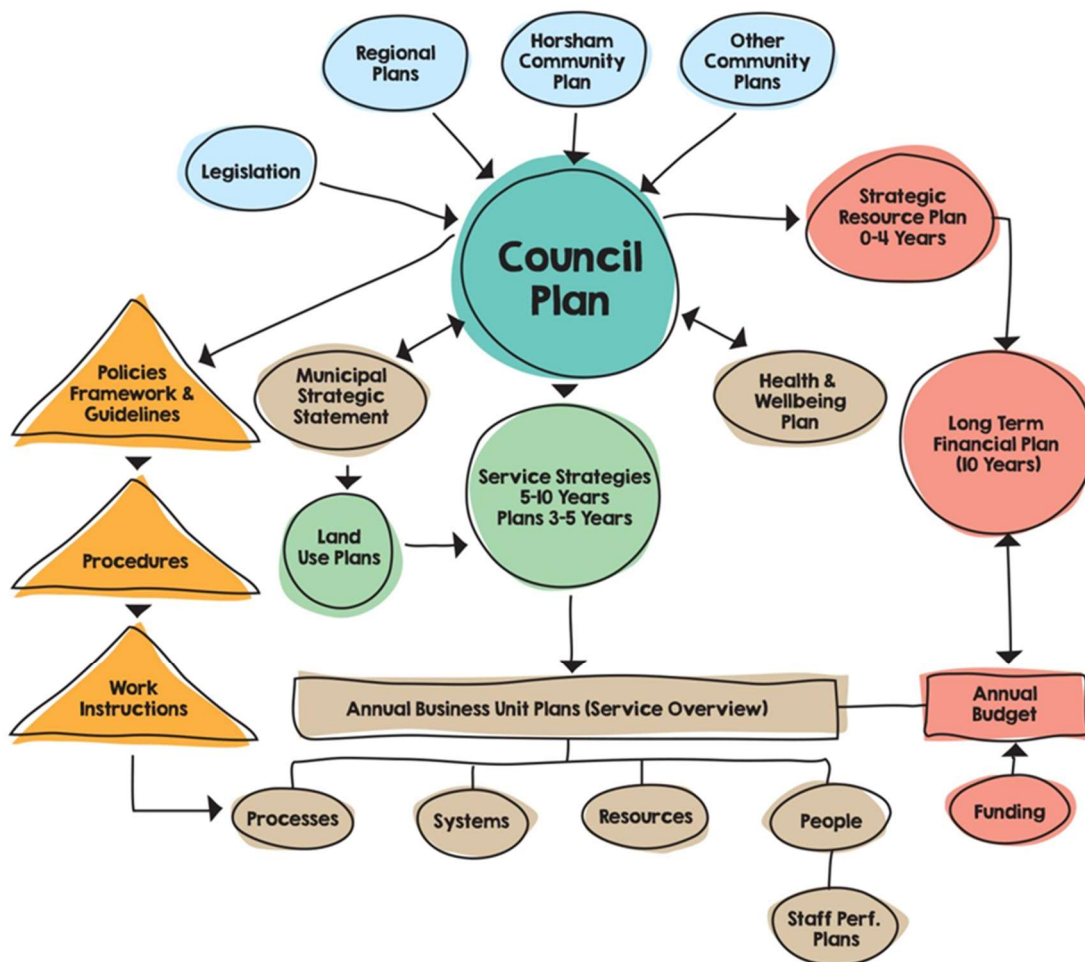 Regional
Plans
Horsham
Community
Plan
Other
Community
Plans
Legislation
Strategic
Resource Plan
0-4 Years
Council
Plan
Policies
Framework &
Guidelines
Municipal
Strategic
Statement
Health &
Wellbeing
Plan
Long Term
Financial Plan
(10 Years)
Service Strategies
5-10 Years
Plans 3-5 Years
Land
Use Plans
Procedures
Work
Instructions
Annual Business Unit Plans (Service Overview)
Annual
Budget
Processes
Systems
Resources
People
Funding
Staff Perf.
Plans